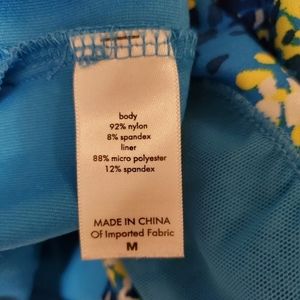 body
92% nylon
8% spandex
liner
88% micro polyester
12% spandex
MADE IN CHINA
Of Imported Fabric
M